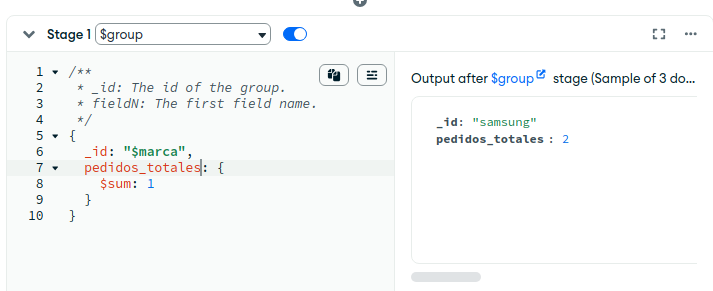 Stage 1 $group
1 /**
2 * _id: The id of the group.
3 * fieldN: The first field name.
4 */
5 {
6 _id: "$marca",
7 pedidos_totales: {
8 $sum: 1
9 }
10 }
Output after $group stage (Sample of 3 do...
_id: "samsung"
pedidos_totales : 2